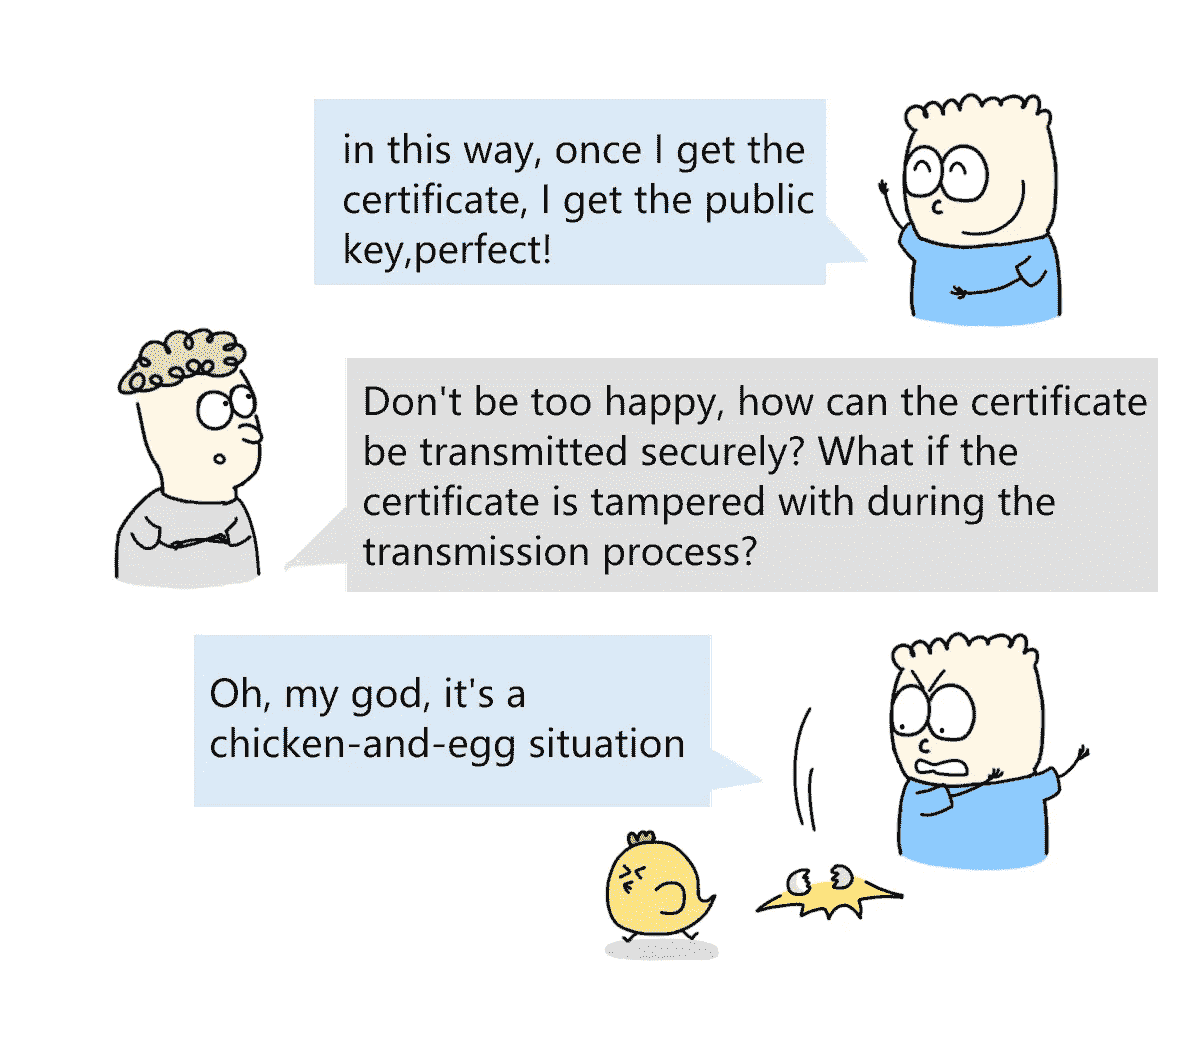 in this way, once I get the
certificate, I get the public
key,perfect!
Don't be too happy, how can the certificate
be transmitted securely? What if the
certificate is tampered with during the
transmission process?
Oh, my god, it's a
chicken-and-egg situation